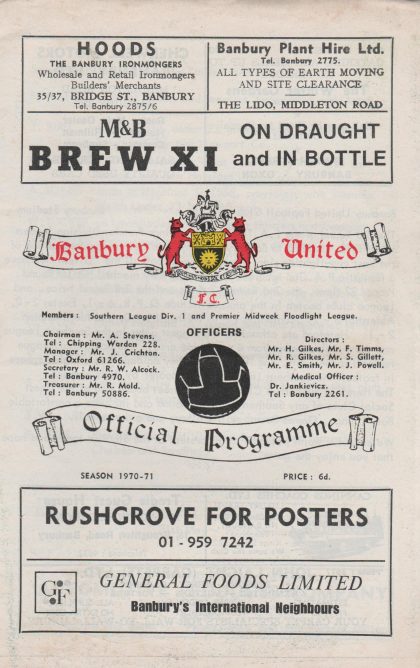 HOODS
THE BANBURY IRONMONGERS
Wholesale and Retail Ironmongers
Builders' Merchants
35/37, BRIDGE ST., BANBURY
Tel. Banbury 2875/6
Banbury Plant Hire Ltd.
Tel. Banbury 2775.
ALL TYPES OF EARTH MOVING
AND SITE CLEARANCE
THE LIDO, MIDDLETON ROAD
M&B
BREW XI
ON DRAUGHT
and IN BOTTLE
Banbury United
F.C.
Members : Southern League Div. 1 and Premier Midweek Floodlight League.
OFFICERS
Chairman : Mr. A. Stevens.
Tel : Chipping Warden 228.
Manager : Mr. J. Crichton.
Tel : Oxford 61266.
Secretary : Mr. R. W. Alcock.
Tel : Banbury 4970.
Treasurer : Mr. R. Mold.
Tel : Banbury 50886.
Directors :
Mr. H. Gilkes, Mr. F. Timms,
Mr. R. Gilkes, Mr. S. Gillett,
Mr. E. Smith, Mr. J. Powell.
Medical Officer :
Dr. Jankievicz.
Tel : Banbury 2261.
Official Programme
SEASON 1970-71
PRICE : 6d.
RUSHGROVE FOR POSTERS
01 - 959 7242
GF
GENERAL FOODS LIMITED
Banbury's International Neighbours